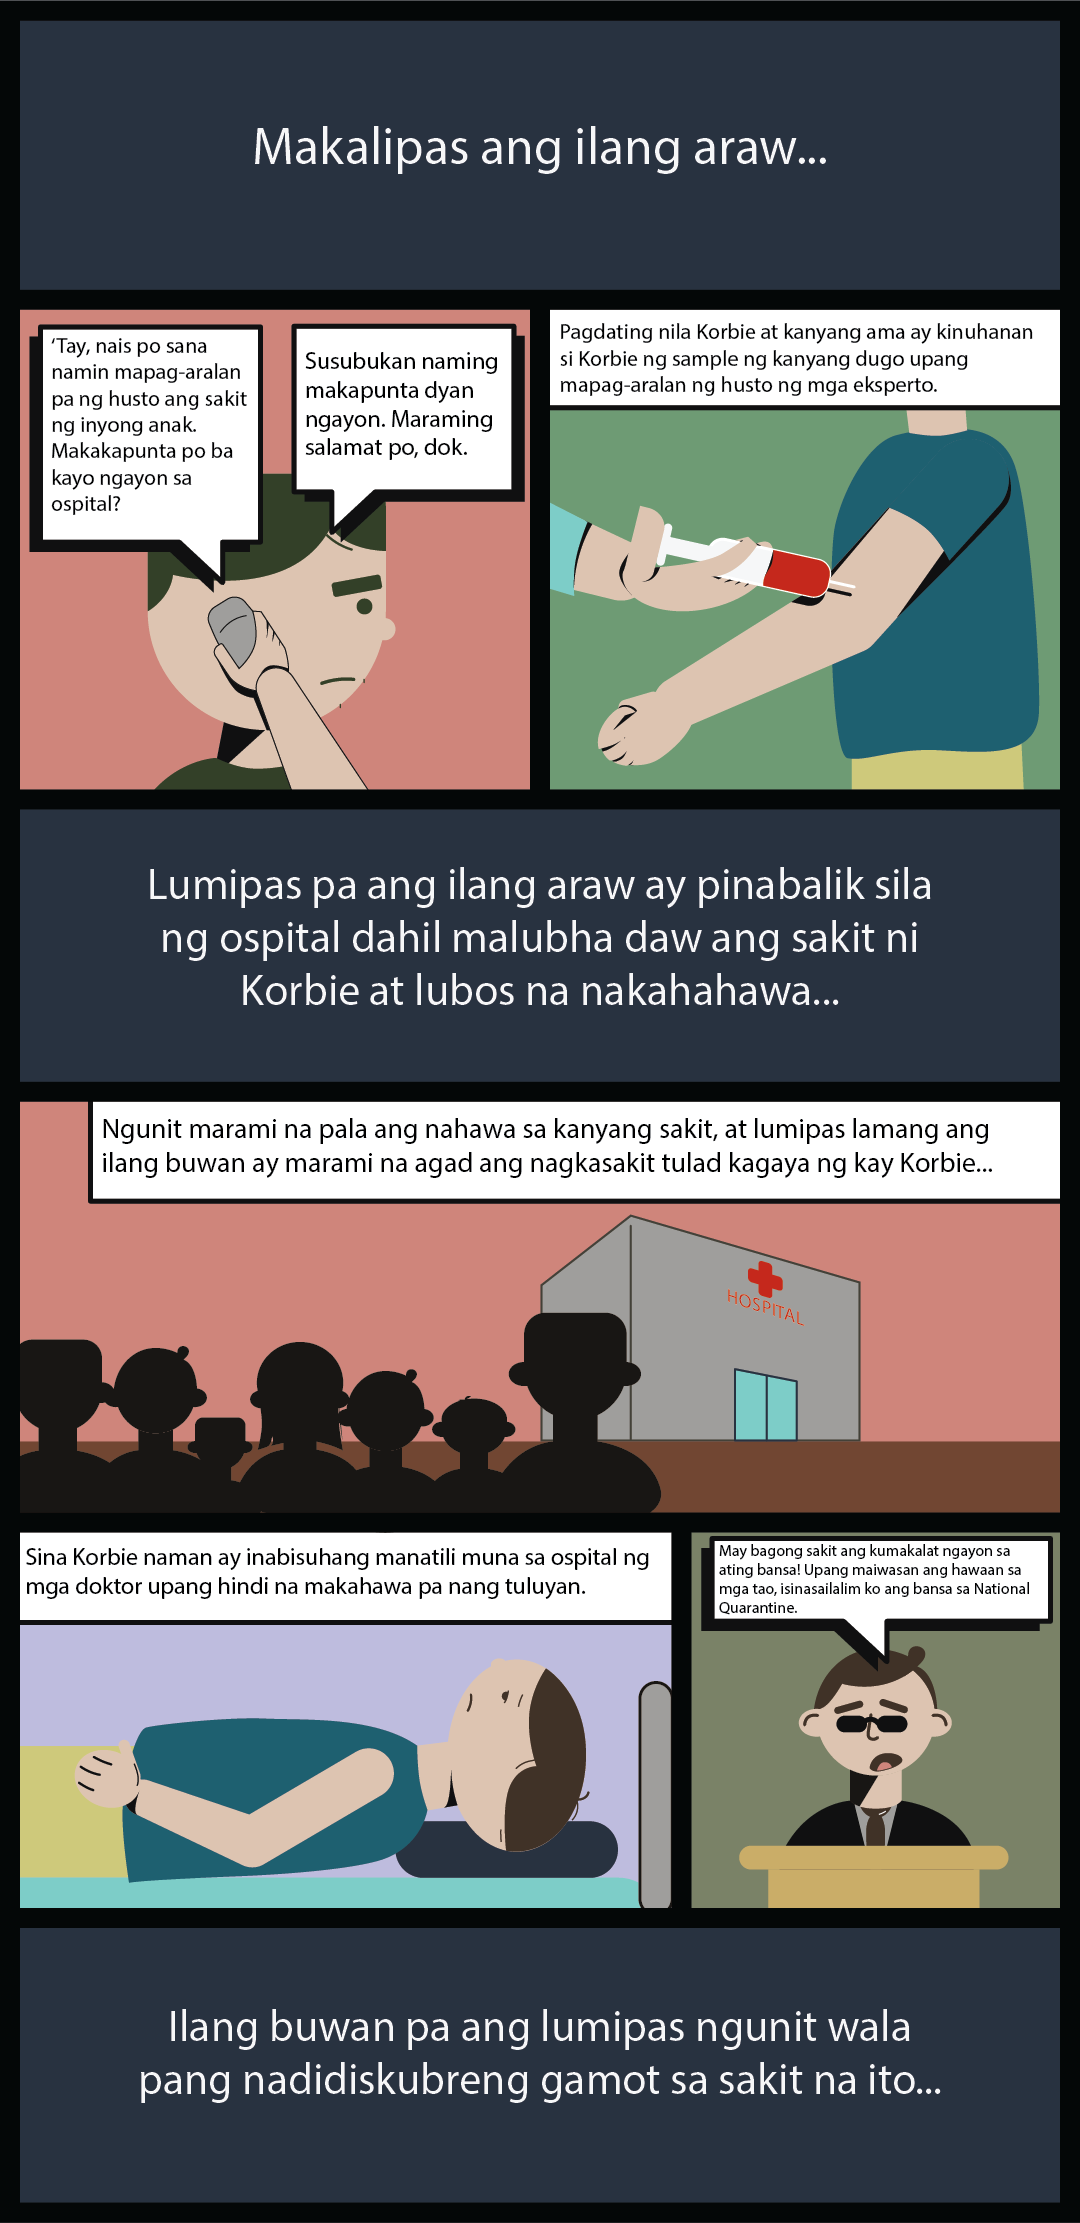 Makalipas ang ilang araw...
‘Tay, nais po sana
namin mapag-aralan
pa ng husto ang sakit
ng inyong anak.
Makakapunta po ba
kayo ngayon sa
ospital?
Susubukan naming
makapunta dyan
ngayon. Maraming
salamat po, dok.
Pagdating nila Korbie at kanyang ama ay kinuhanan
si Korbie ng sample ng kanyang dugo upang
mapag-aralan ng husto ng mga eksperto.
Lumipas pa ang ilang araw ay pinabalik sila
ng ospital dahil malubha daw ang sakit ni
Korbie at lubos na nakahahawa...
Ngunit marami na pala ang nahawa sa kanyang sakit, at lumipas lamang ang
ilang buwan ay marami na agad ang nagkasakit tulad kagaya ng kay Korbie...
HOSPITAL
Sina Korbie naman ay inabisuhang manatili muna sa ospital ng
mga doktor upang hindi na makahawa pa nang tuluyan.
May bagong sakit ang kumakalat ngayon sa
ating bansa! Upang maiwasan ang hawaan sa
mga tao, isinasailalim ko ang bansa sa National
Quarantine.
Ilang buwan pa ang lumipas ngunit wala
pang nadidiskubreng gamot sa sakit na ito...